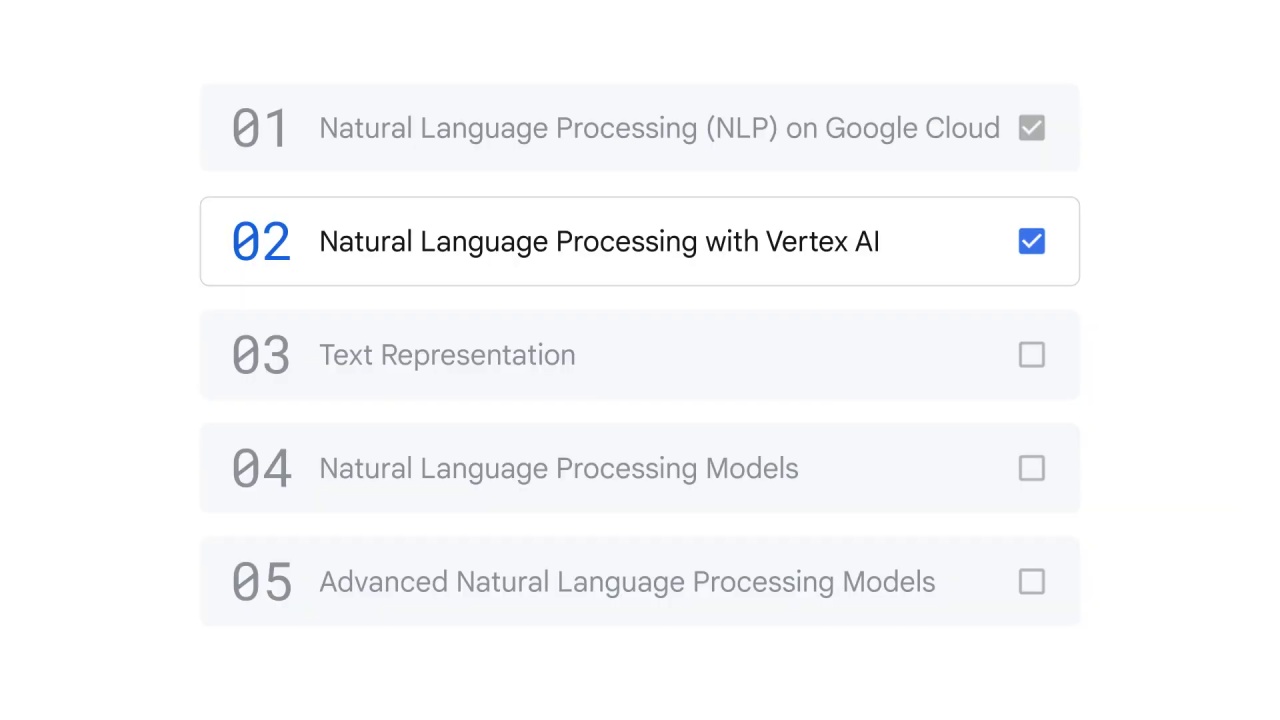 01 Natural Language Processing (NLP) on Google Cloud
02 Natural Language Processing with Vertex AI
03 Text Representation
04 Natural Language Processing Models
05 Advanced Natural Language Processing Models